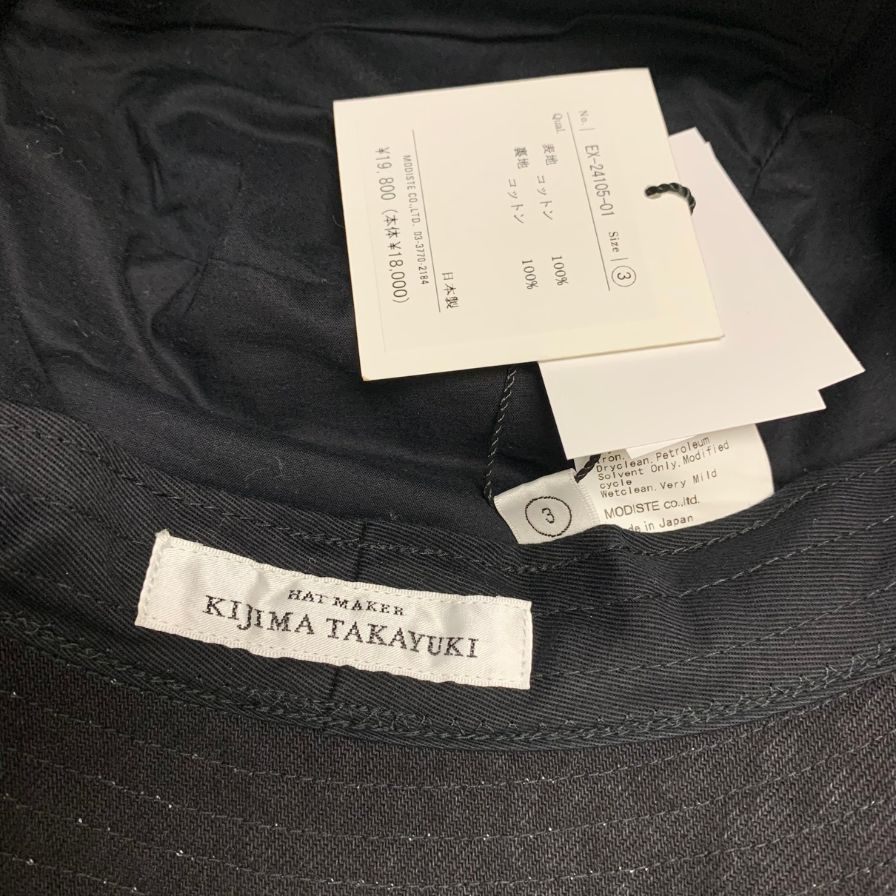 No. EX-24105-01 Size ③
Qual. 表地 コットン 100%
裏地 コットン 100%
日本製
MODISTE CO.,LTD. 03-3770-2184
¥19,800 (本体¥18,000)
Iron.
Dryclean.Petroleum
Solvent Only.Modified
cycle
Wetclean.Very Mild
MODISTE co.,ltd.
Made in Japan
3
HAT MAKER
KIJIMA TAKAYUKI